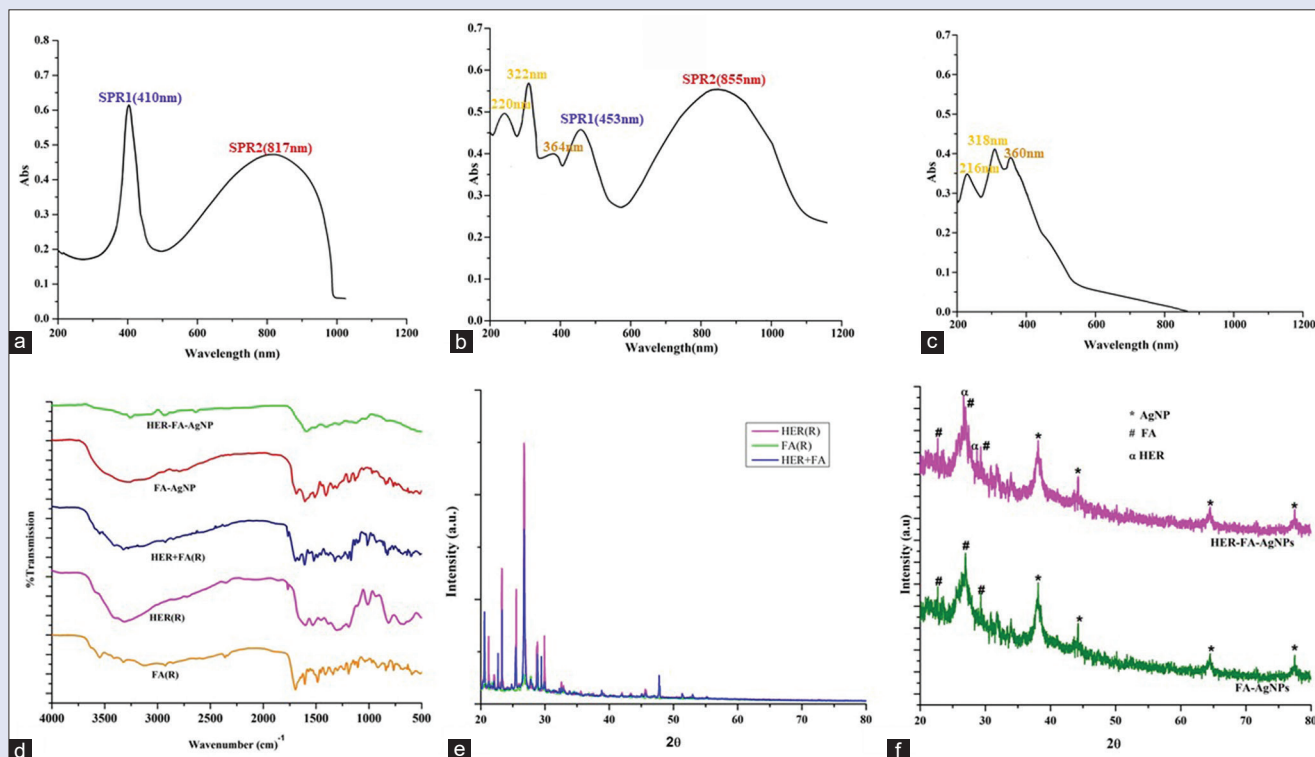 0.8
0.7
0.6
0.5
0.4
0.3
0.2
0.1
0.0
Abs
SPR1(410nm)
SPR2(817nm)
200 400 600 800 1000 1200
Wavelength (nm)
a
0.7
0.6
0.5
0.4
0.3
0.2
0.1
0.0
Abs
322nm
220nm
364nm
SPR1(453nm)
SPR2(855nm)
200 400 600 800 1000 1200
Wavelength(nm)
b
0.7
0.6
0.5
0.4
0.3
0.2
0.1
0.0
Abs
318nm
216nm
360nm
200 400 600 800 1000 1200
Wavelength (nm)
c
%Transmission
HER-FA-AgNP
FA-AgNP
HER+FA(R)
HER(R)
FA(R)
4000 3500 3000 2500 2000 1500 1000 500
Wavenumber (cm)-1
d
Intensity (a.u.)
HER(R)
FA(R)
HER+FA
20 30 40 50 60 70 80
2θ
e
Intensity (a.u)
* AgNP
# FA
α HER
# α # α # * * * *
HER-FA-AgNPs
# # # * * * *
FA-AgNPs
20 30 40 50 60 70 80
2θ
f